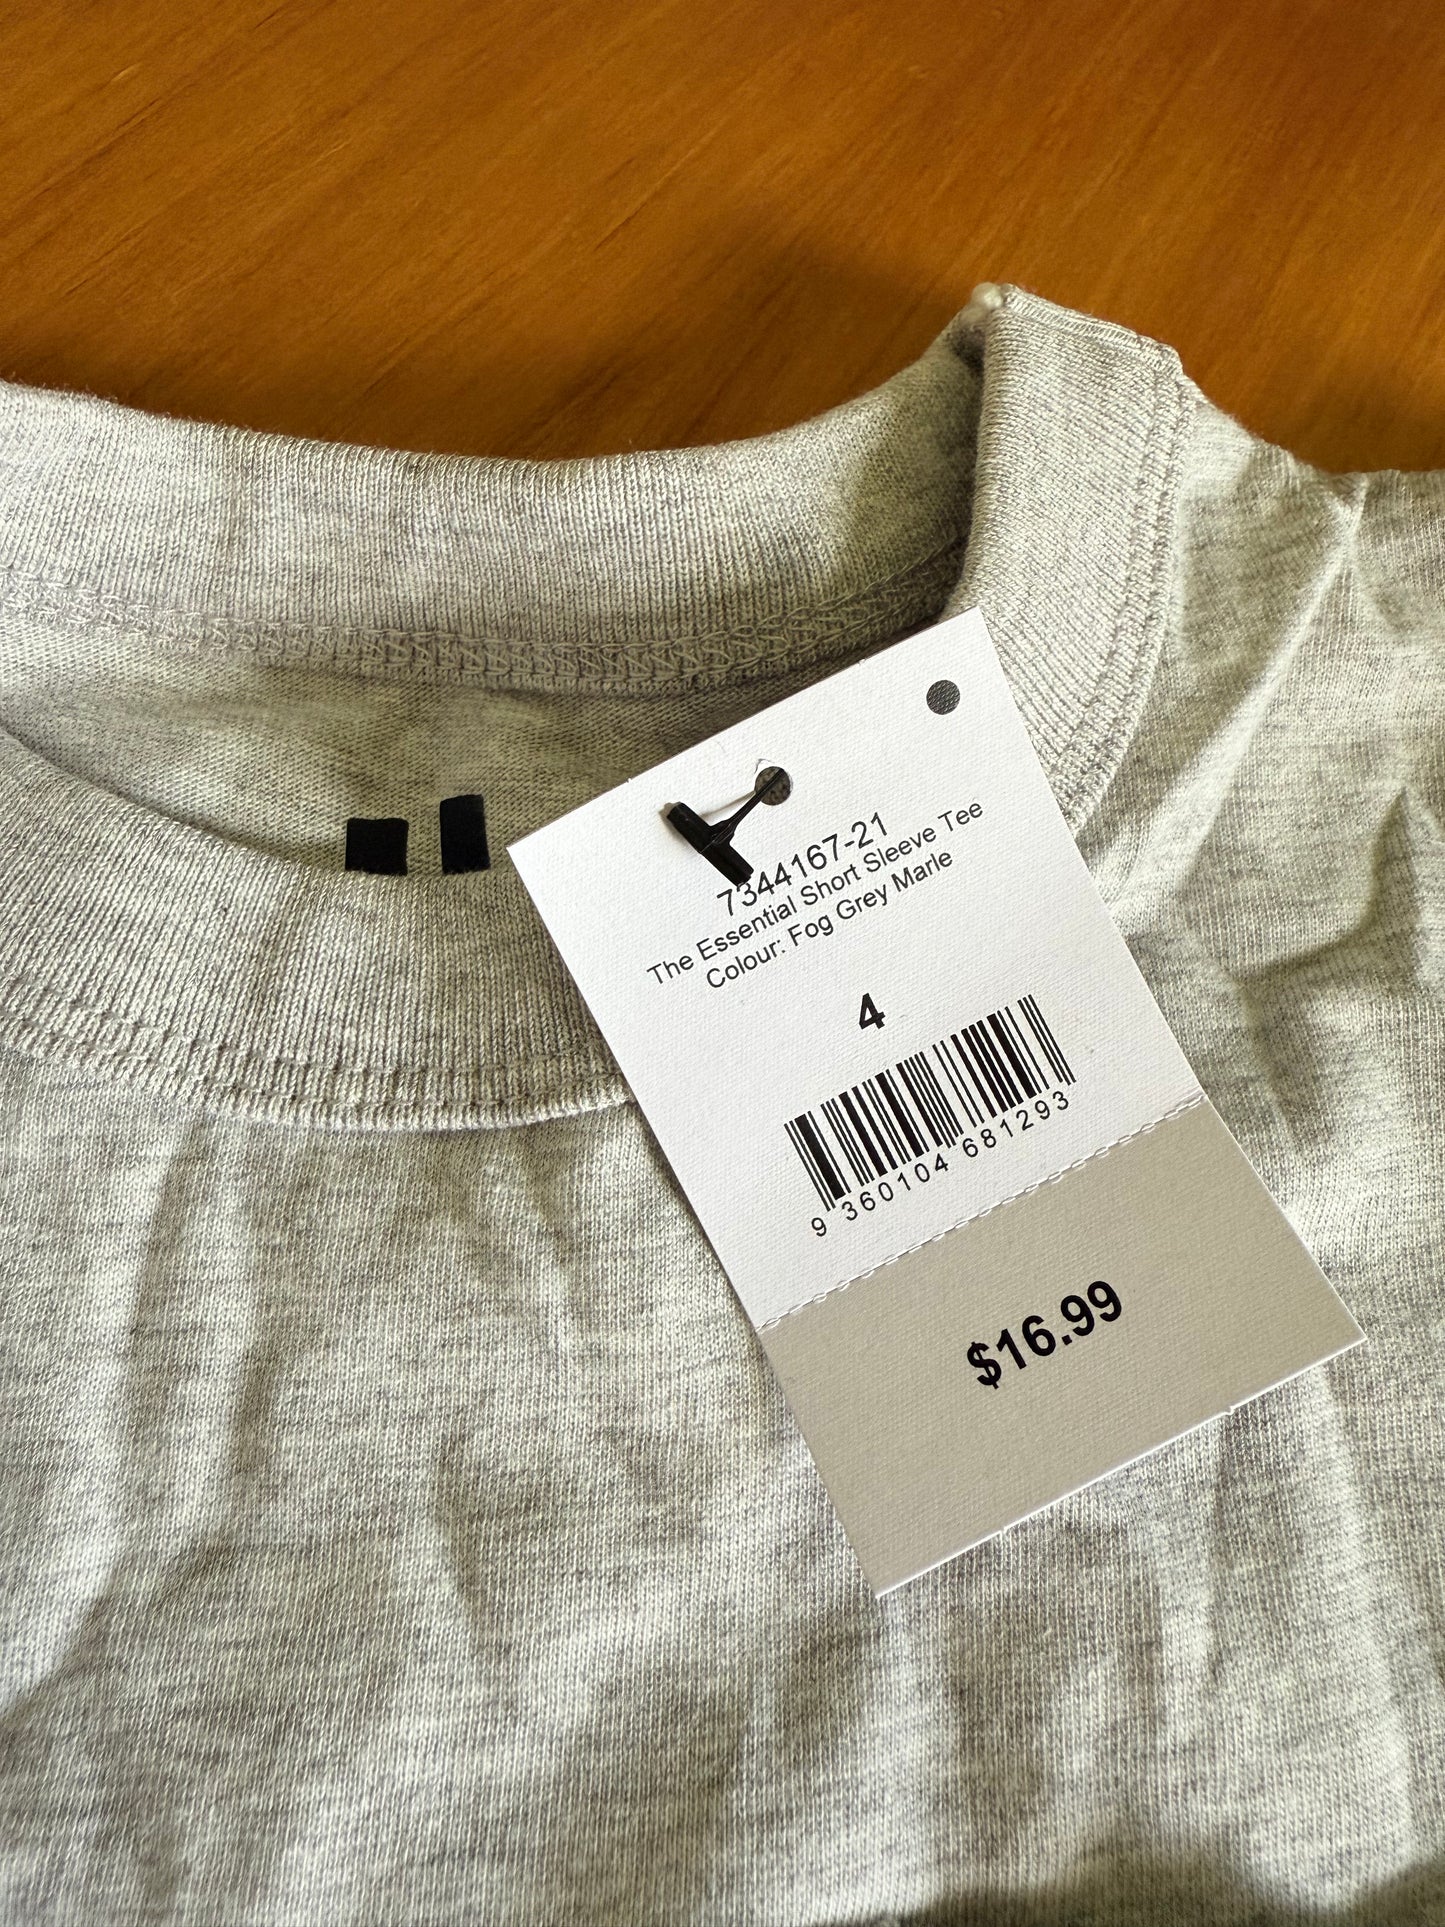 7344167-21
The Essential Short Sleeve Tee
Colour: Fog Grey Marle
4
9 360104 681293
$16.99